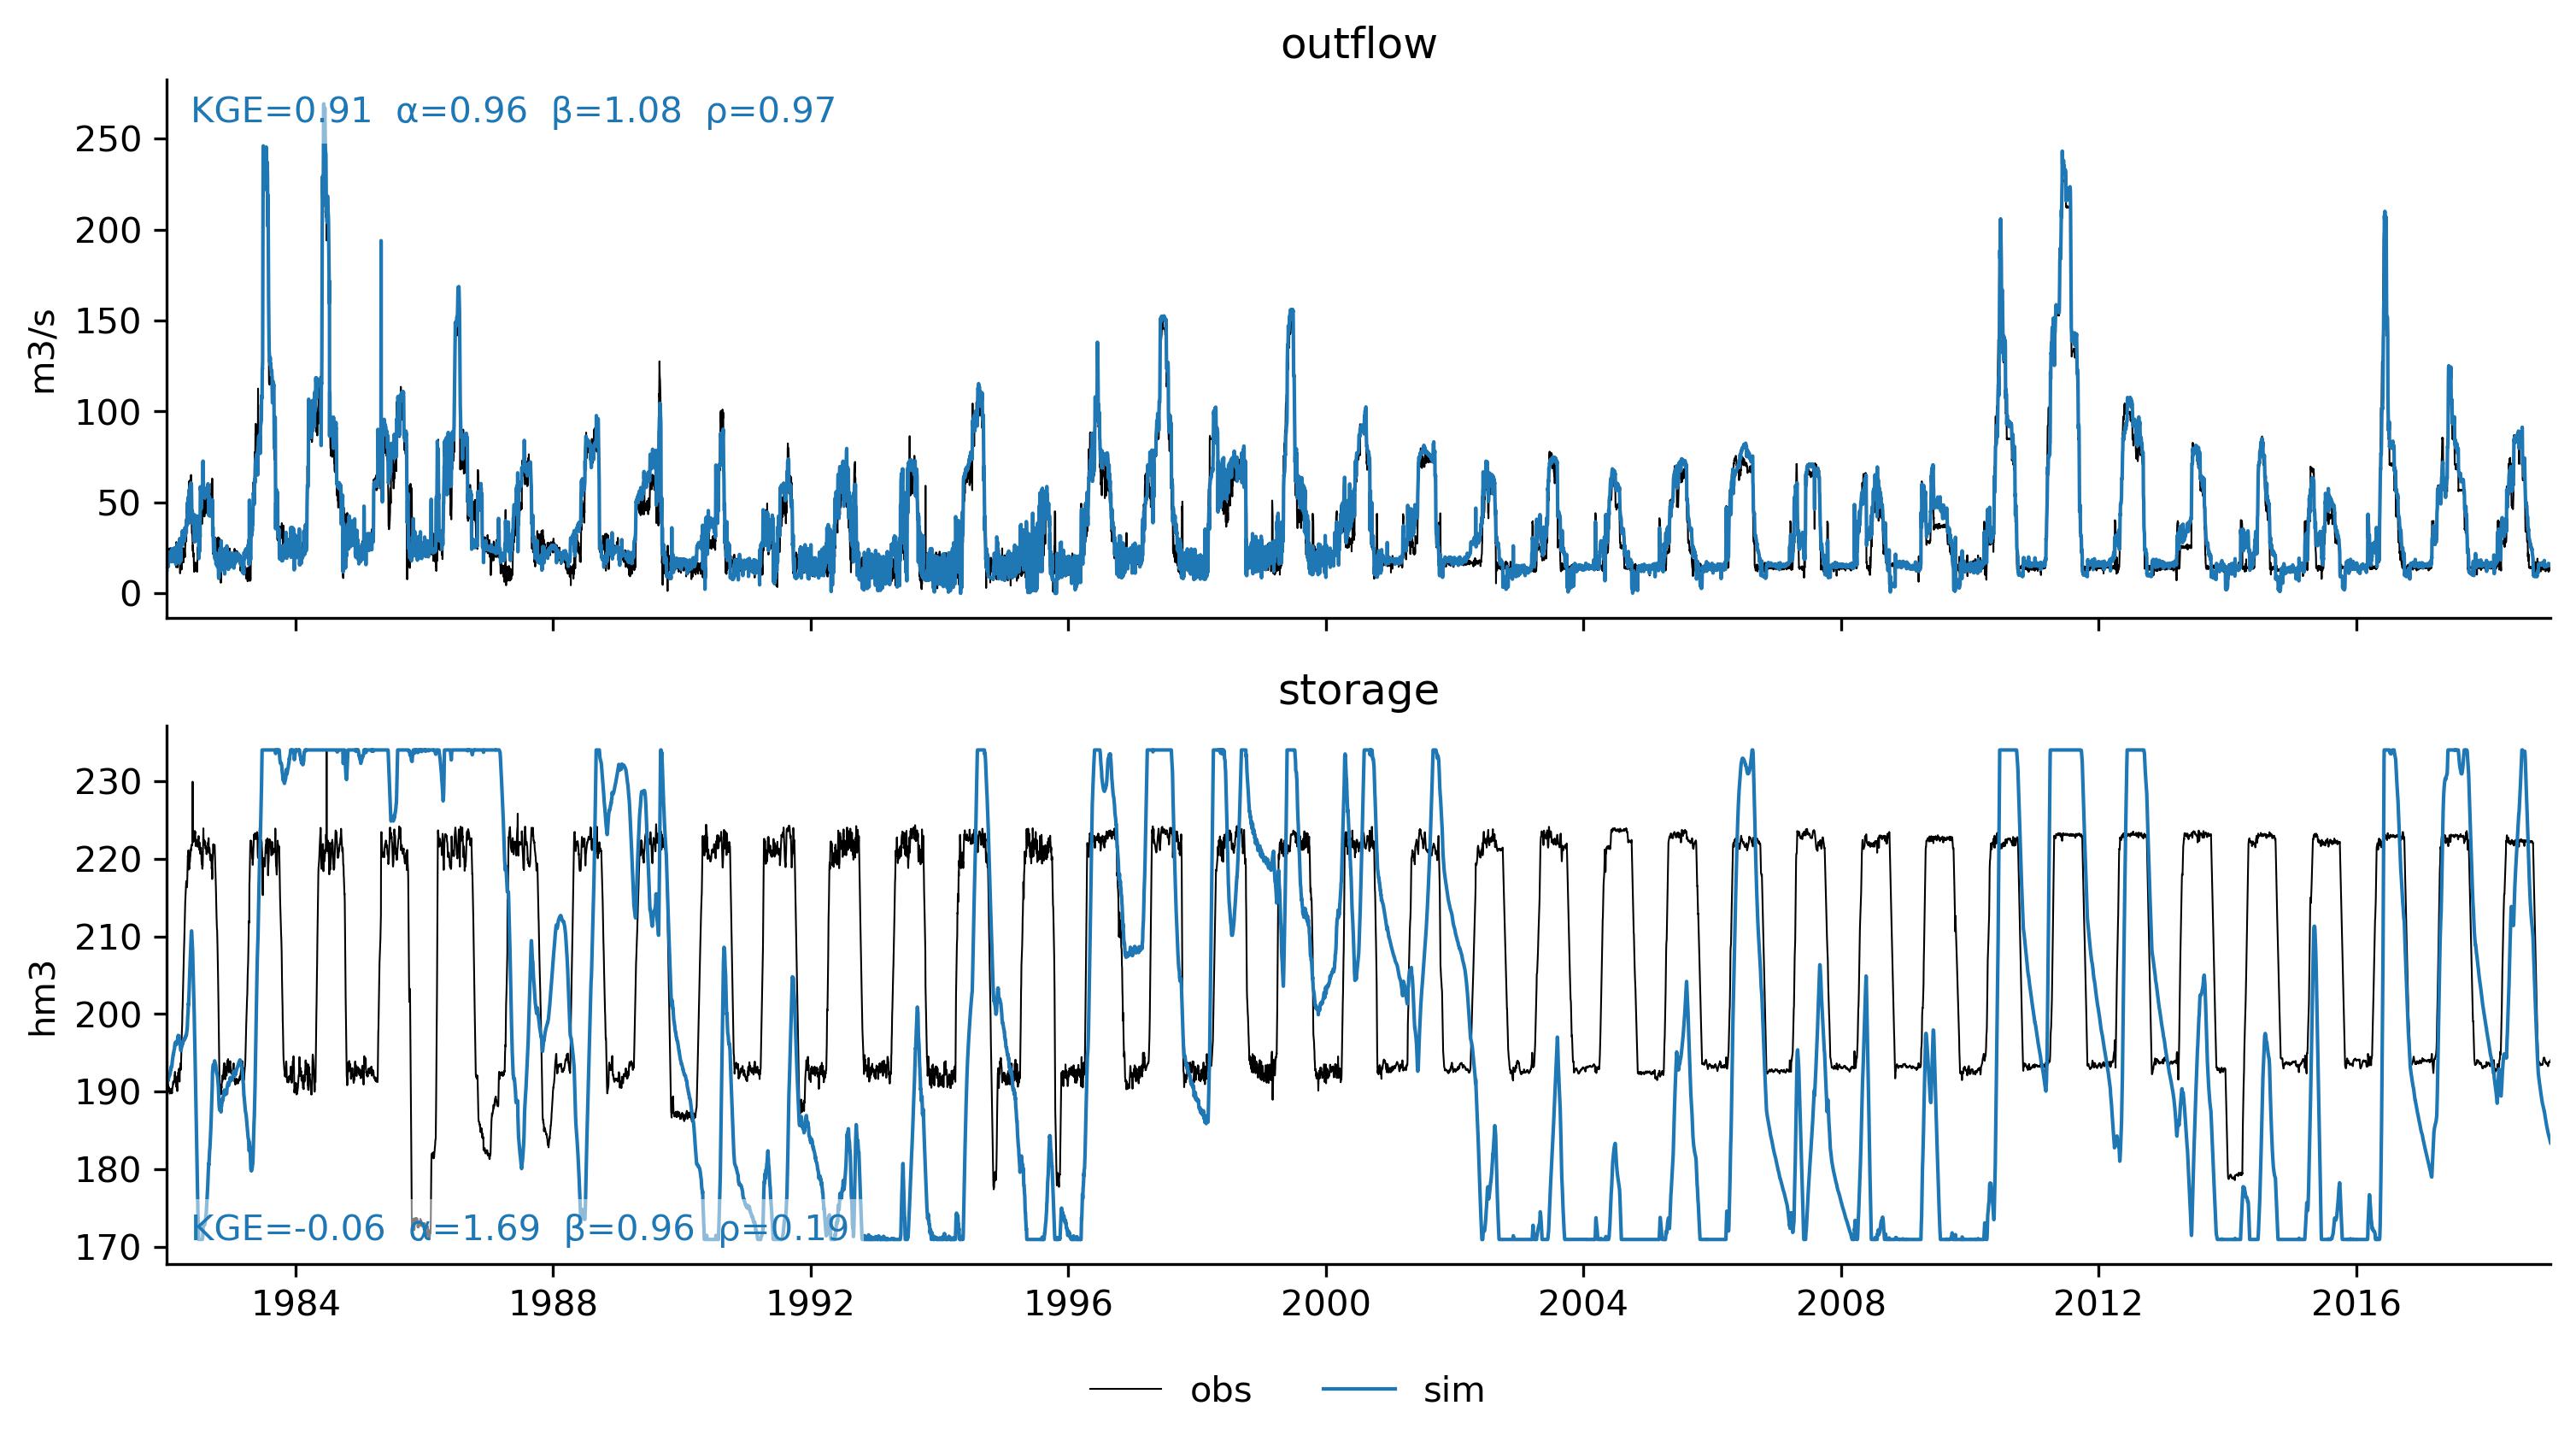 outflow
KGE=0.91 α=0.96 β=1.08 ρ=0.97
250
200
150
100
50
0
m3/s
storage
230
220
210
200
190
180
170
hm3
KGE=-0.06 α=1.69 β=0.96 ρ=0.19
1984 1988 1992 1996 2000 2004 2008 2012 2016
obs sim